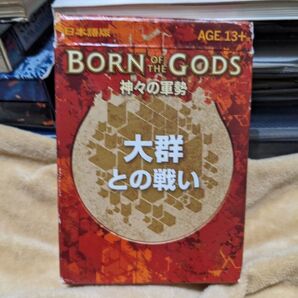 日本語版
AGE 13+
BORN OF THE GODS
神々の軍勢
大群
との戦い